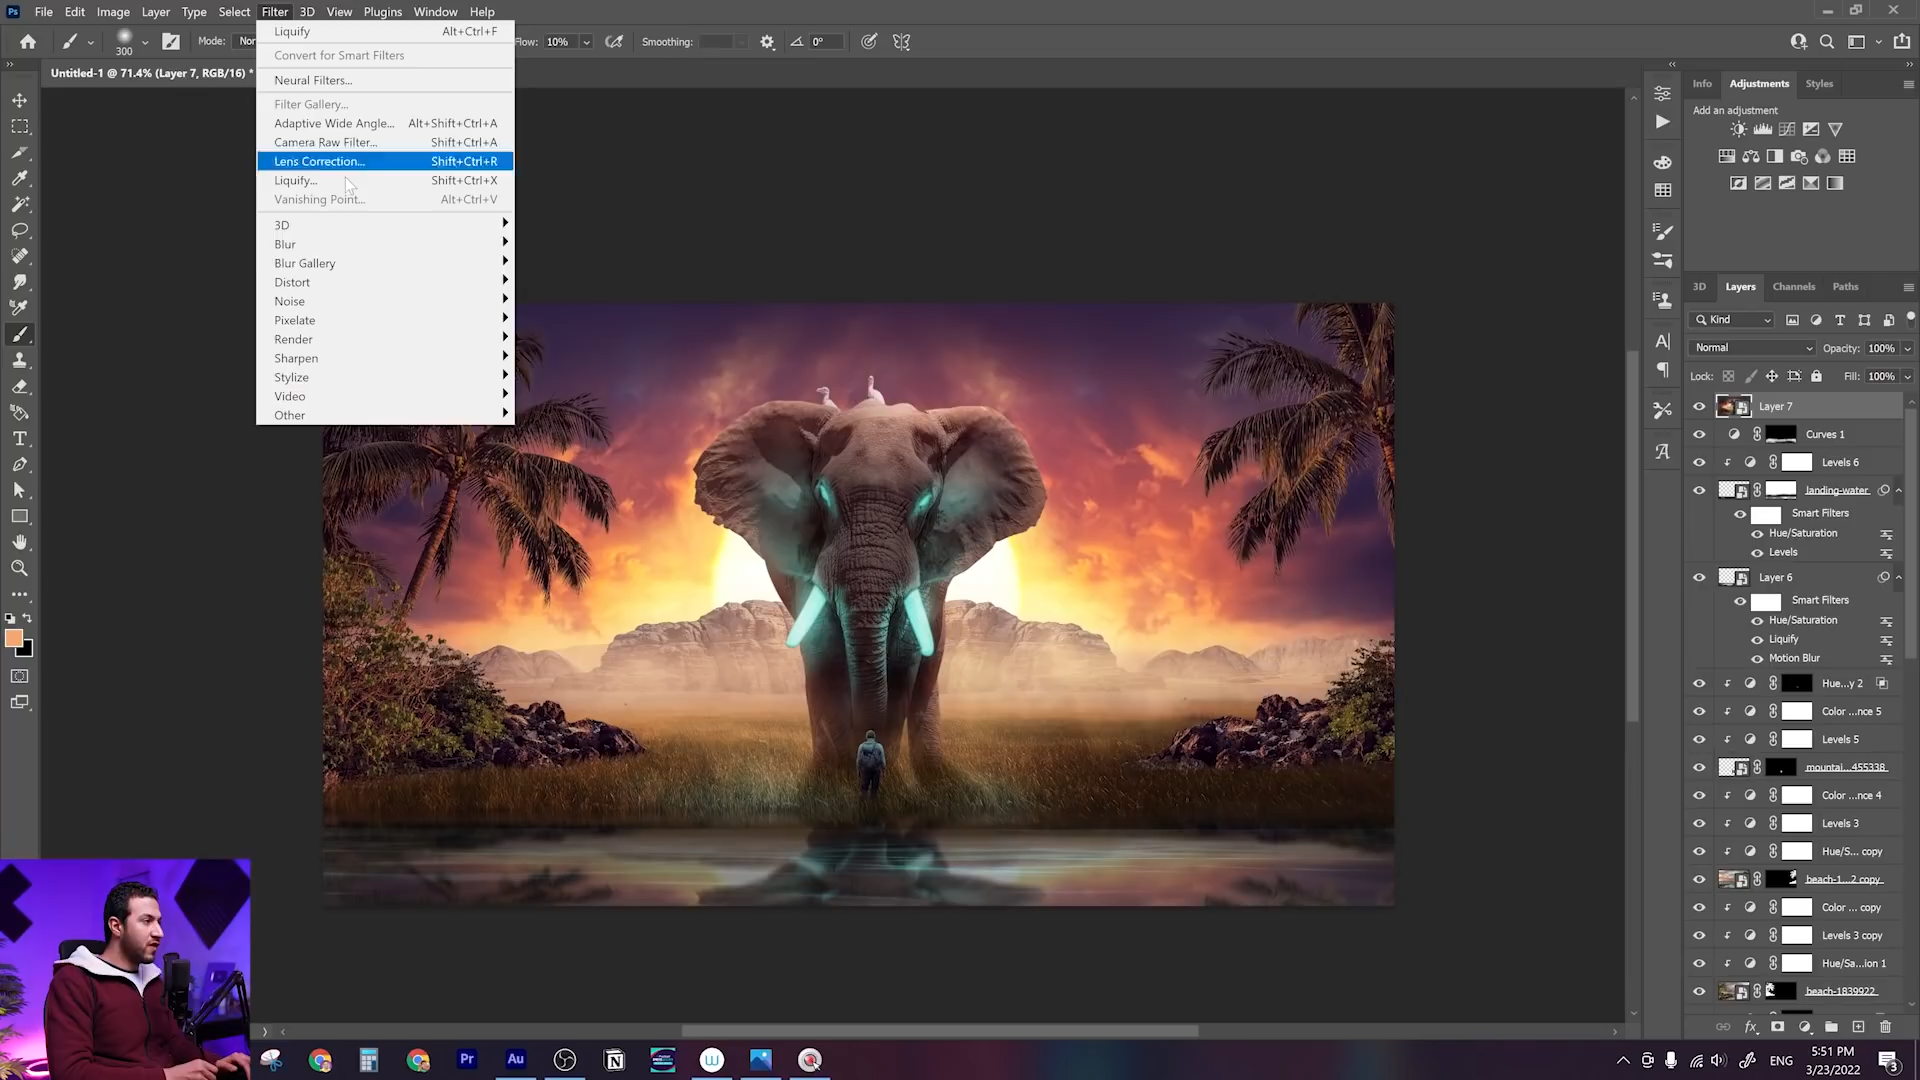 Ps File Edit Image Layer Type Select Filter 3D View Plugins Window Help
300 Mode: Nor Flow: 10% Smoothing: 0°
Untitled-1 @ 71.4% (Layer 7, RGB/16) *
Liquify Alt+Ctrl+F
Convert for Smart Filters
Neural Filters...
Filter Gallery...
Adaptive Wide Angle... Alt+Shift+Ctrl+A
Camera Raw Filter... Shift+Ctrl+A
Lens Correction... Shift+Ctrl+R
Liquify... Shift+Ctrl+X
Vanishing Point... Alt+Ctrl+V
3D
Blur
Blur Gallery
Distort
Noise
Pixelate
Render
Sharpen
Stylize
Video
Other
Info Adjustments Styles
Add an adjustment
3D Layers Channels Paths
Kind
Normal Opacity: 100%
Lock: Fill: 100%
Layer 7
Curves 1
Levels 6
landing-water
Smart Filters
Hue/Saturation
Levels
Layer 6
Smart Filters
Hue/Saturation
Liquify
Motion Blur
Hue...y 2
Color ...nce 5
Levels 5
mountai...455338
Color ...nce 4
Levels 3
Hue/S... copy
beach-1...2 copy
Color ... copy
Levels 3 copy
Hue/Sa...ion 1
beach-1839922
Pr Au ENG 5:51 PM
3/23/2022 3